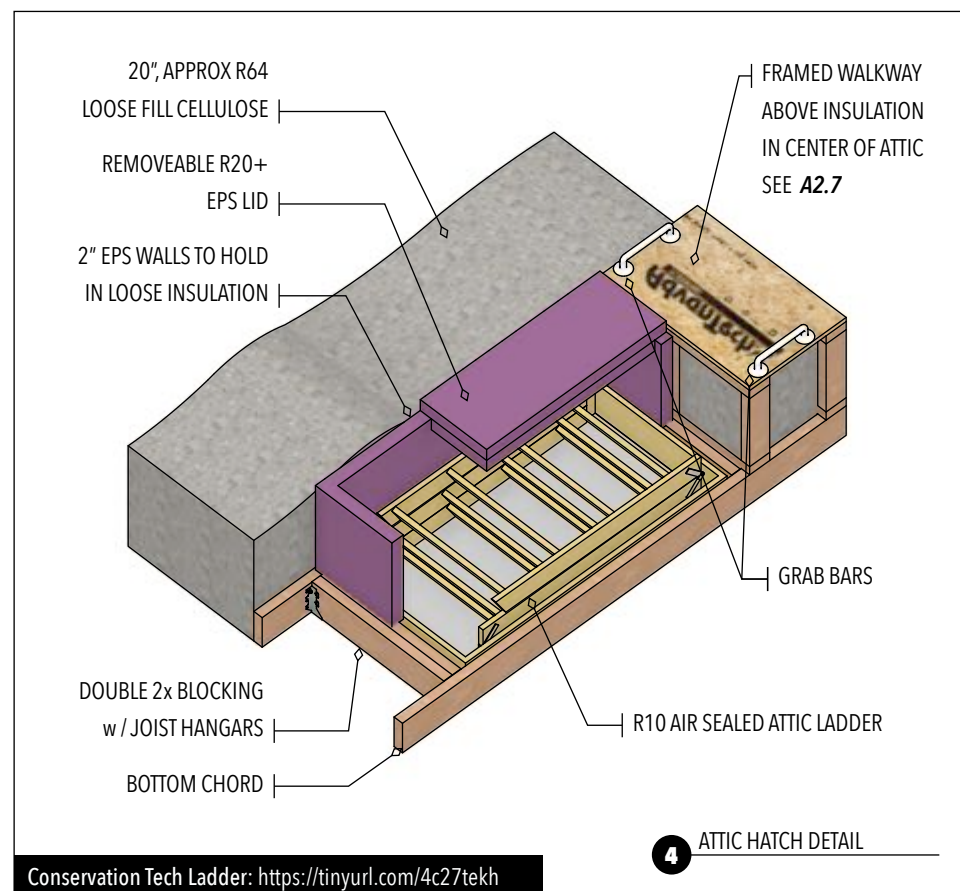 20", APPROX R64
LOOSE FILL CELLULOSE
REMOVEABLE R20+
EPS LID
2" EPS WALLS TO HOLD
IN LOOSE INSULATION
FRAMED WALKWAY
ABOVE INSULATION
IN CENTER OF ATTIC
SEE A2.7
AdvanTech
GRAB BARS
DOUBLE 2x BLOCKING
w / JOIST HANGARS
R10 AIR SEALED ATTIC LADDER
BOTTOM CHORD
4 ATTIC HATCH DETAIL
Conservation Tech Ladder: https://tinyurl.com/4c27tekh